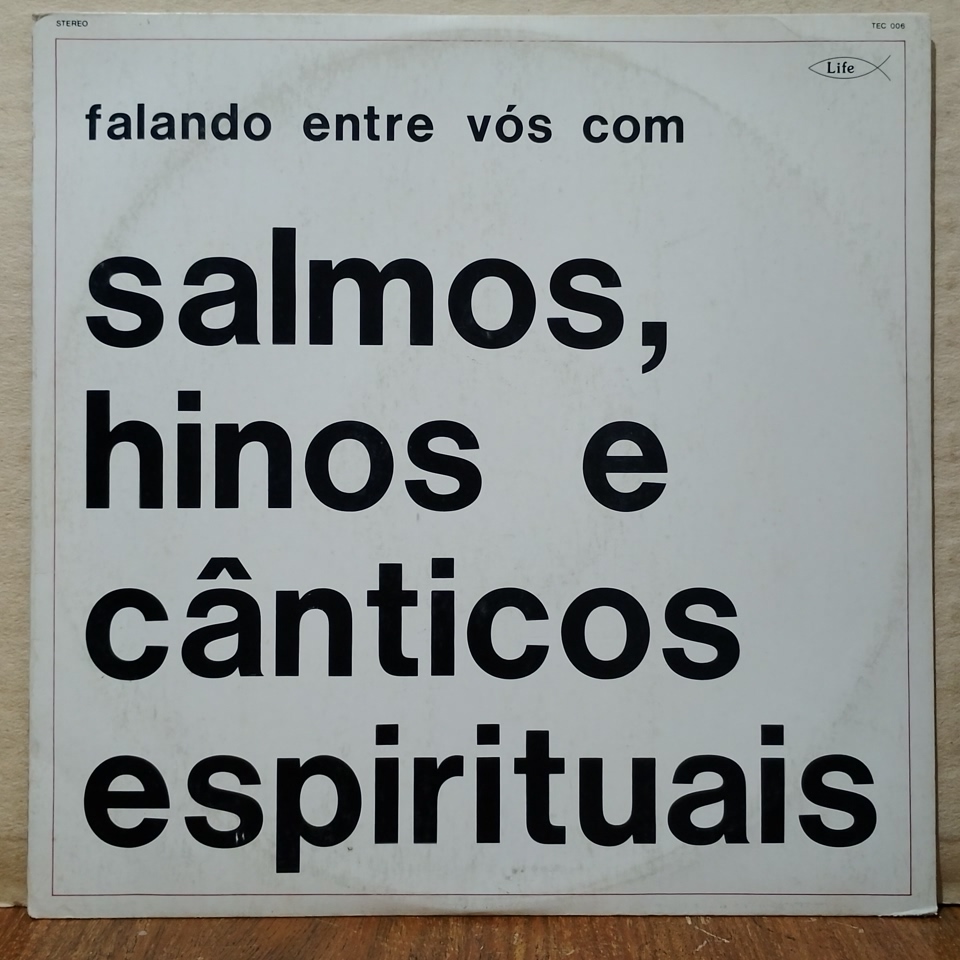 STEREO
TEC 006
Life
falando entre vós com
salmos,
hinos e
cânticos
espirituais